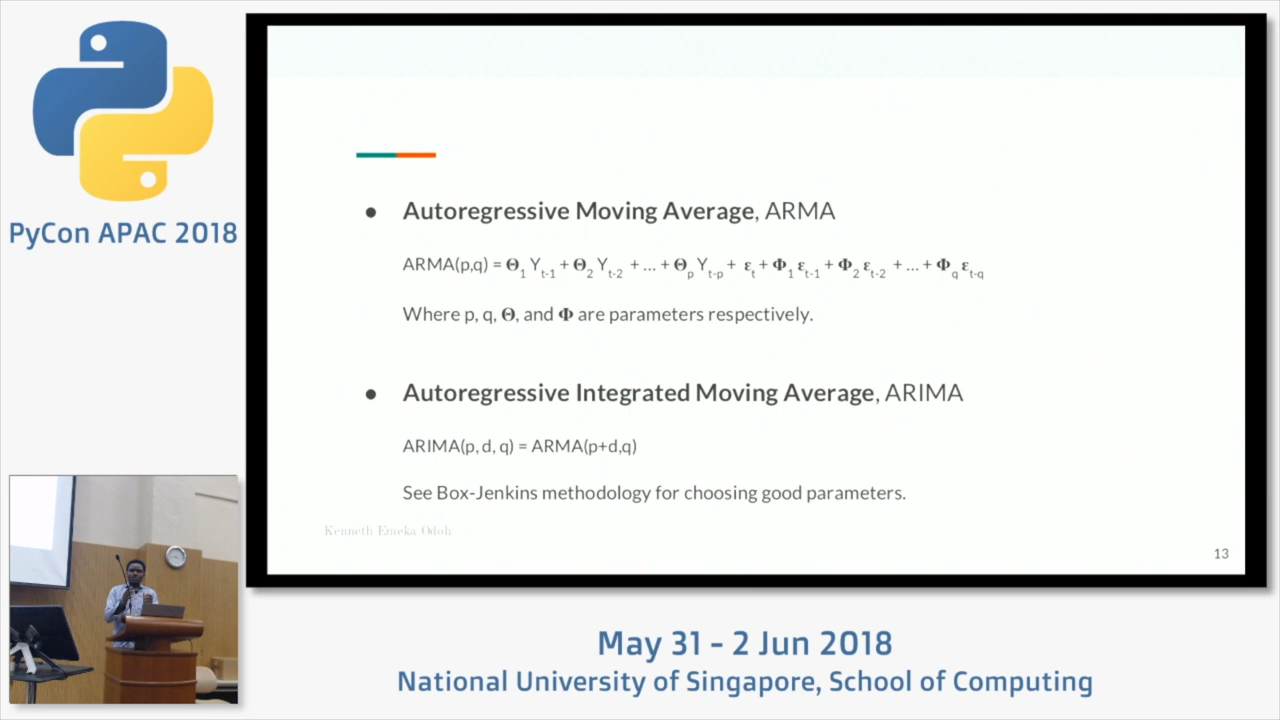 PyCon APAC 2018
● Autoregressive Moving Average, ARMA
ARMA(p,q) = Θ₁ Yₜ₋₁ + Θ₂ Yₜ₋₂ + ... + Θₚ Yₜ₋ₚ + εₜ + Φ₁ εₜ₋₁ + Φ₂ εₜ₋₂ + ... + Φq εt-q
Where p, q, Θ, and Φ are parameters respectively.
● Autoregressive Integrated Moving Average, ARIMA
ARIMA(p, d, q) = ARMA(p+d,q)
See Box-Jenkins methodology for choosing good parameters.
Kenneth Emeka Odoh
13
May 31 - 2 Jun 2018
National University of Singapore, School of Computing